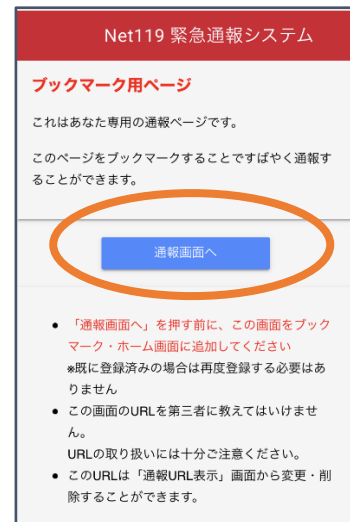 Net119 緊急通報システム
ブックマーク用ページ
これはあなた専用の通報ページです。
このページをブックマークすることですばやく通報す
ることができます。
通報画面へ
● 「通報画面へ」を押す前に、この画面をブック
マーク・ホーム画面に追加してください
※既に登録済みの場合は再度登録する必要はあ
りません
● この画面のURLを第三者に教えてはいけませ
ん。
URLの取り扱いには十分ご注意ください。
● このURLは「通報URL表示」画面から変更・削
除することができます。